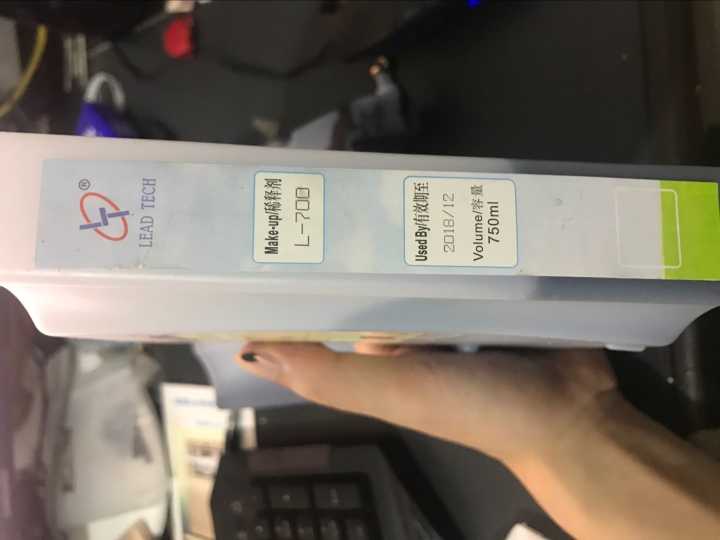 ®
LEAD TECH
Make-up/稀释剂
L-700
Used By/有效期至
2018/12
Volume/容量
750ml